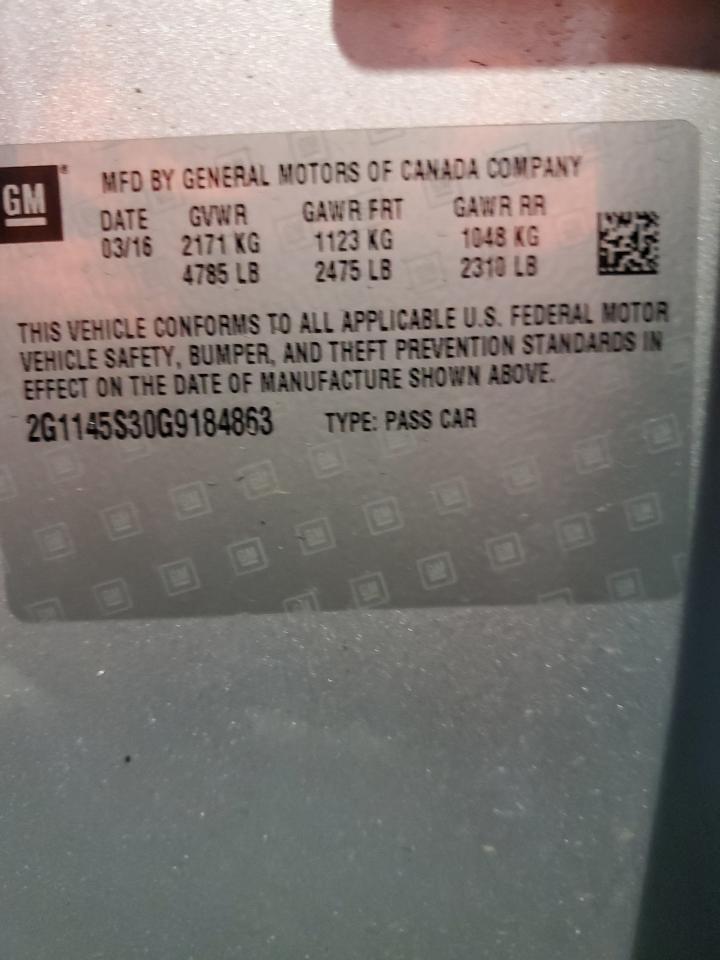 GM
MFD BY GENERAL MOTORS OF CANADA COMPANY
DATE GVWR GAWR FRT GAWR RR
03/16 2171 KG 1123 KG 1048 KG
4785 LB 2475 LB 2310 LB
THIS VEHICLE CONFORMS TO ALL APPLICABLE U.S. FEDERAL MOTOR
VEHICLE SAFETY, BUMPER, AND THEFT PREVENTION STANDARDS IN
EFFECT ON THE DATE OF MANUFACTURE SHOWN ABOVE.
2G1145S30G9184863 TYPE: PASS CAR